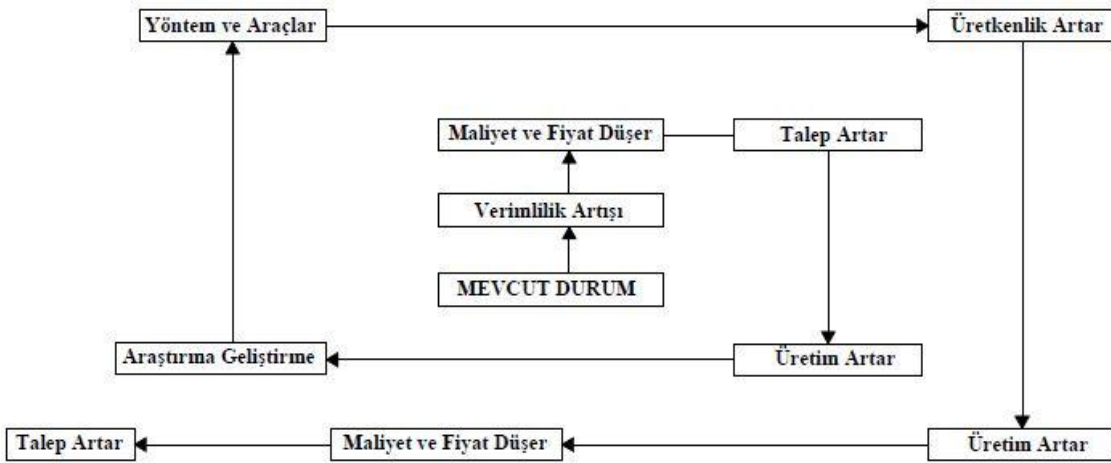 Yöntem ve Araçlar
Üretkenlik Artar
Maliyet ve Fiyat Düşer
Talep Artar
Verimlilik Artışı
MEVCUT DURUM
Araştırma Geliştirme
Üretim Artar
Talep Artar
Maliyet ve Fiyat Düşer
Üretim Artar